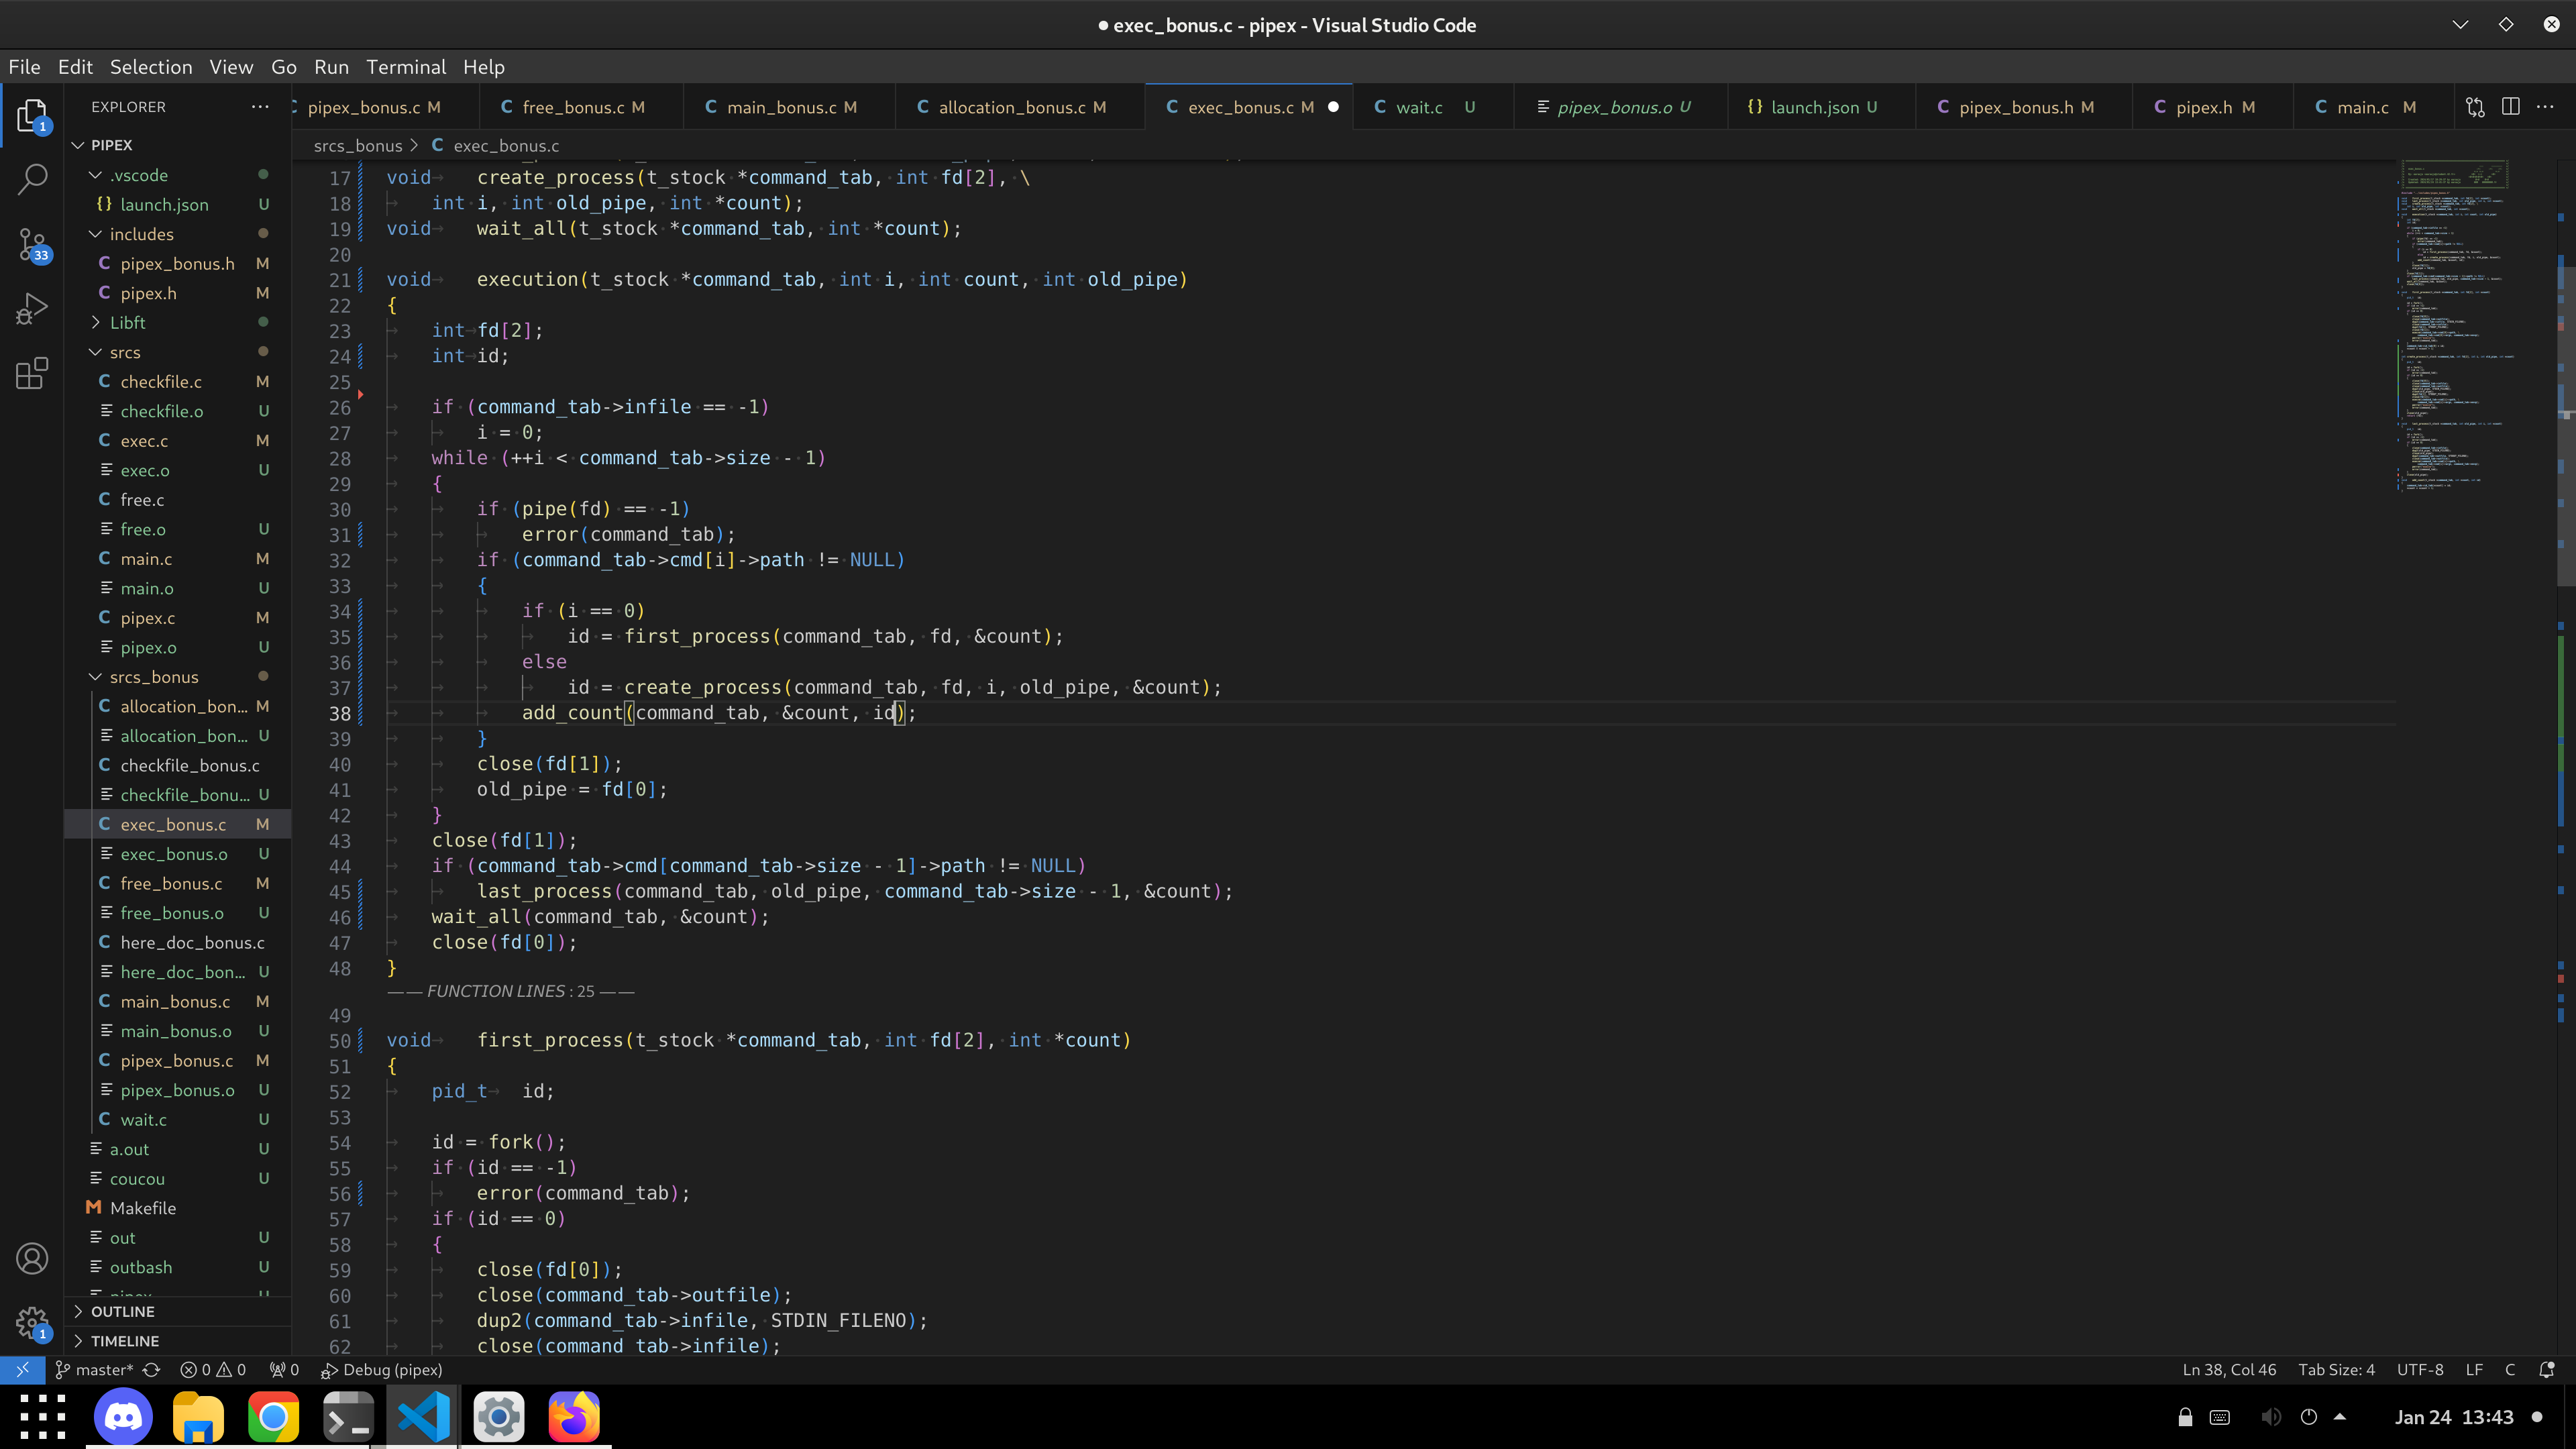 exec_bonus.c - pipex - Visual Studio Code
File Edit Selection View Go Run Terminal Help
EXPLORER
pipex_bonus.c M free_bonus.c M main_bonus.c M allocation_bonus.c M exec_bonus.c M wait.c U pipex_bonus.o U launch.json U pipex_bonus.h M pipex.h M main.c M
srcs_bonus > C exec_bonus.c
PIPEX
.vscode
launch.json U
includes
pipex_bonus.h M
pipex.h M
Libft
srcs
checkfile.c M
checkfile.o U
exec.c M
exec.o U
free.c
free.o U
main.c M
main.o U
pipex.c M
pipex.o U
srcs_bonus
allocation_bon... M
allocation_bon... U
checkfile_bonus.c
checkfile_bonu... U
exec_bonus.c M
exec_bonus.o U
free_bonus.c M
free_bonus.o U
here_doc_bonus.c
here_doc_bon... U
main_bonus.c M
main_bonus.o U
pipex_bonus.c M
pipex_bonus.o U
wait.c U
a.out U
coucou U
Makefile
out U
outbash U
OUTLINE
TIMELINE
1
33
1
17 void create_process(t_stock *command_tab, int fd[2], \
18 int i, int old_pipe, int *count);
19 void wait_all(t_stock *command_tab, int *count);
20
21 void execution(t_stock *command_tab, int i, int count, int old_pipe)
22 {
23 int fd[2];
24 int id;
25
26 if (command_tab->infile == -1)
27 i = 0;
28 while (++i < command_tab->size - 1)
29 {
30 if (pipe(fd) == -1)
31 error(command_tab);
32 if (command_tab->cmd[i]->path != NULL)
33 {
34 if (i == 0)
35 id = first_process(command_tab, fd, &count);
36 else
37 id = create_process(command_tab, fd, i, old_pipe, &count);
38 add_count(command_tab, &count, id);
39 }
40 close(fd[1]);
41 old_pipe = fd[0];
42 }
43 close(fd[1]);
44 if (command_tab->cmd[command_tab->size - 1]->path != NULL)
45 last_process(command_tab, old_pipe, command_tab->size - 1, &count);
46 wait_all(command_tab, &count);
47 close(fd[0]);
48 }
—— FUNCTION LINES : 25 ——
49
50 void first_process(t_stock *command_tab, int fd[2], int *count)
51 {
52 pid_t id;
53
54 id = fork();
55 if (id == -1)
56 error(command_tab);
57 if (id == 0)
58 {
59 close(fd[0]);
60 close(command_tab->outfile);
61 dup2(command_tab->infile, STDIN_FILENO);
62 close(command_tab->infile);
master* 0 0 0 Debug (pipex) Ln 38, Col 46 Tab Size: 4 UTF-8 LF C
Jan 24 13:43